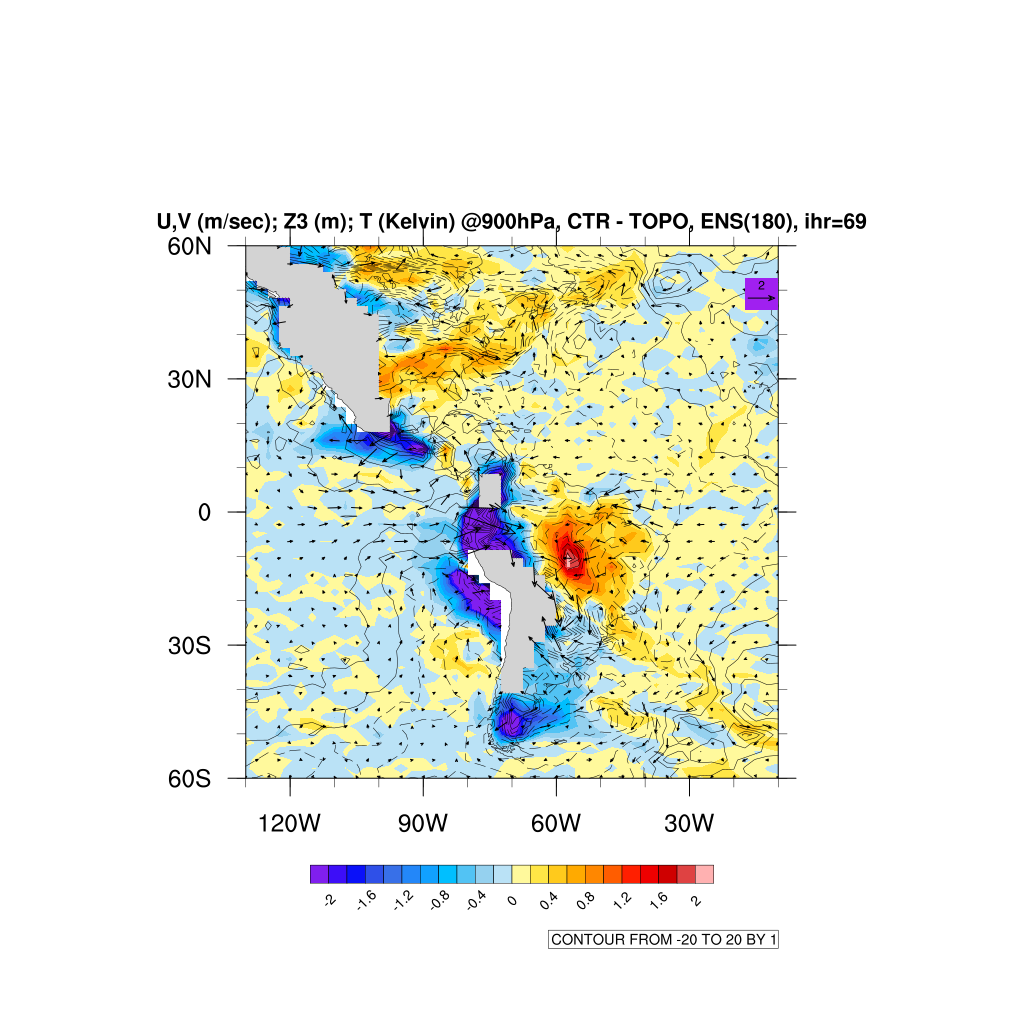 U,V (m/sec); Z3 (m); T (Kelvin) @900hPa, CTR - TOPO, ENS(180), ihr=69
60N
2
30N
0
30S
60S
120W 90W 60W 30W
-2 -1.6 -1.2 -0.8 -0.4 0 0.4 0.8 1.2 1.6 2
CONTOUR FROM -20 TO 20 BY 1